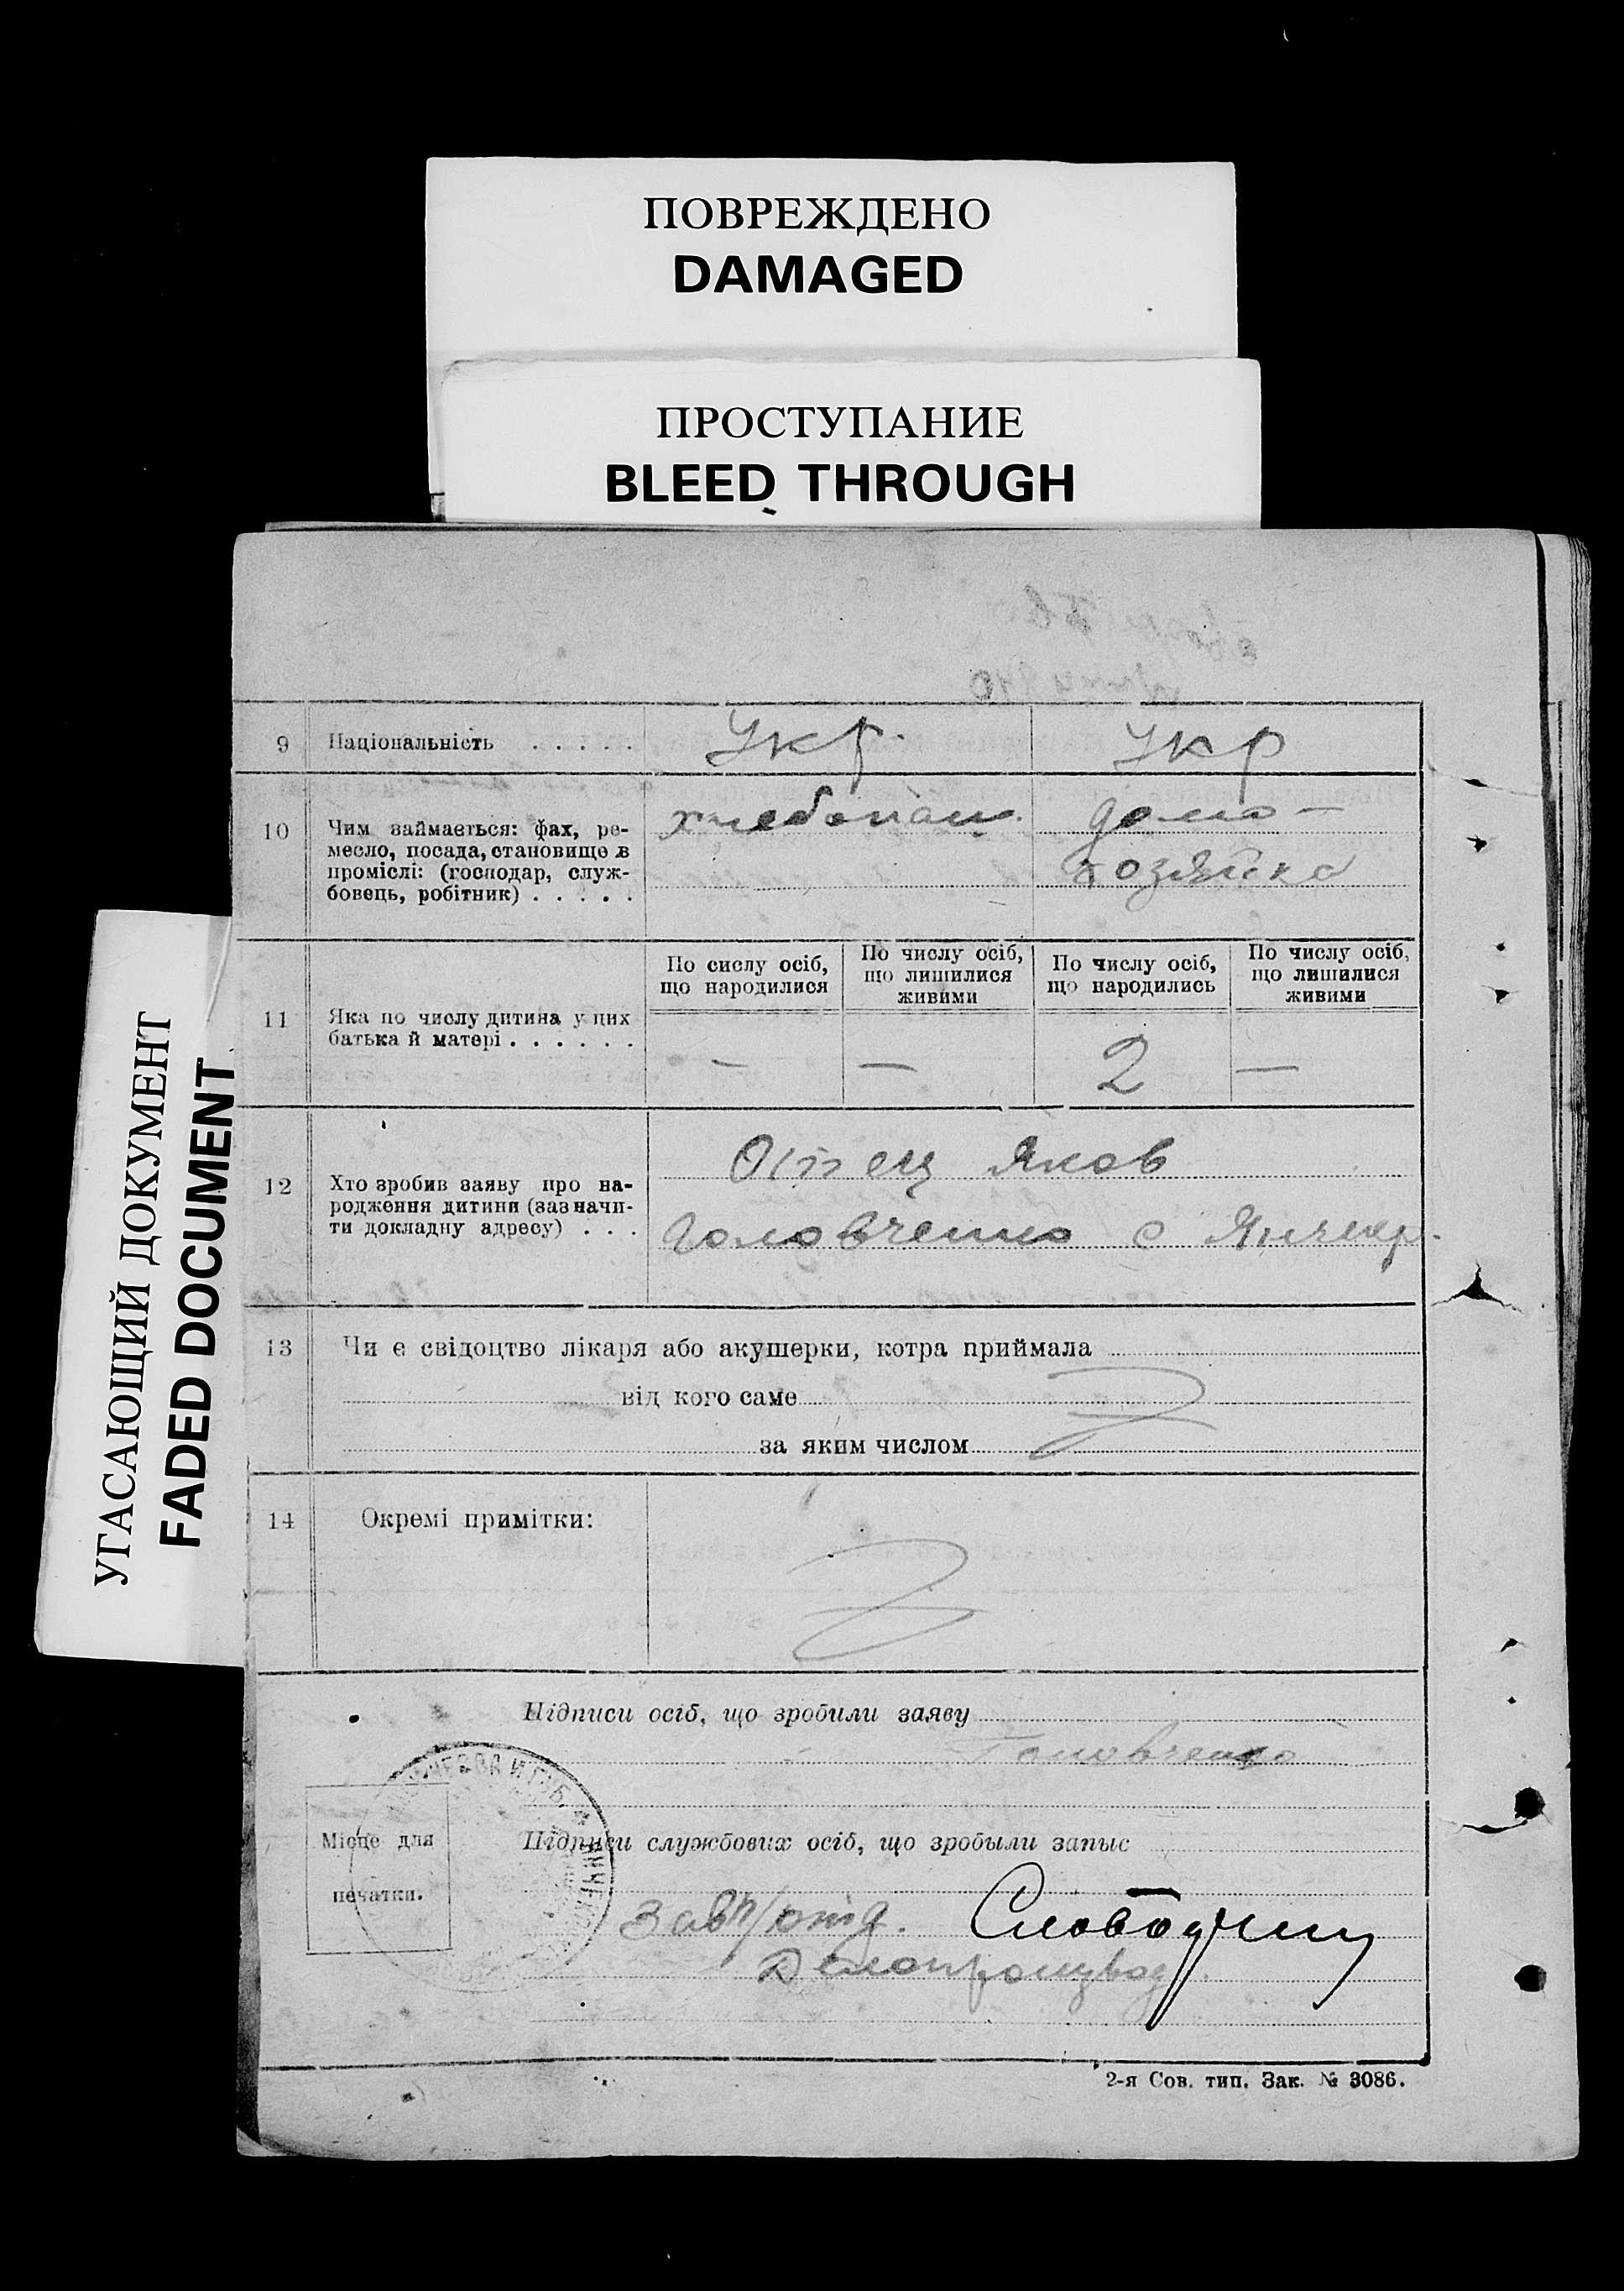 ПОВРЕЖДЕНО
DAMAGED
ПРОСТУПАНИЕ
BLEED THROUGH
УГАСАЮЩИЙ ДОКУМЕНТ
FADED DOCUMENT
9 Національність . . . . . Укр. Укр
10 Чим займається: фах, ре-
месло, посада, становище в
проміслі: (господар, служ-
бовець, робітник) . . . . .
хлебопаш. домо-
хозяйка
11 Яка по числу дитина у цих
батька й матері . . . . . .
По сислу осіб,
що народилися
По числу осіб,
що лишилися
живими
По числу осіб,
що народились
По числу осіб,
що лишилися
живими
— — 2 —
12 Хто зробив заяву про на-
родження дитини (зазначи-
ти докладну адресу) . . .
Отец Яков
Головченко с
13 Чи є свідоцтво лікаря або акушерки, котра приймала
від кого саме
за яким числом
14 Окремі примітки:
Підписи осіб, що зробили заяву
Головченко
Місце для
печатки.
Підписи службових осіб, що зробыли запыс
Завп/отд.
Делопроизвод.
2-я Сов. тип. Зак. № 3086.